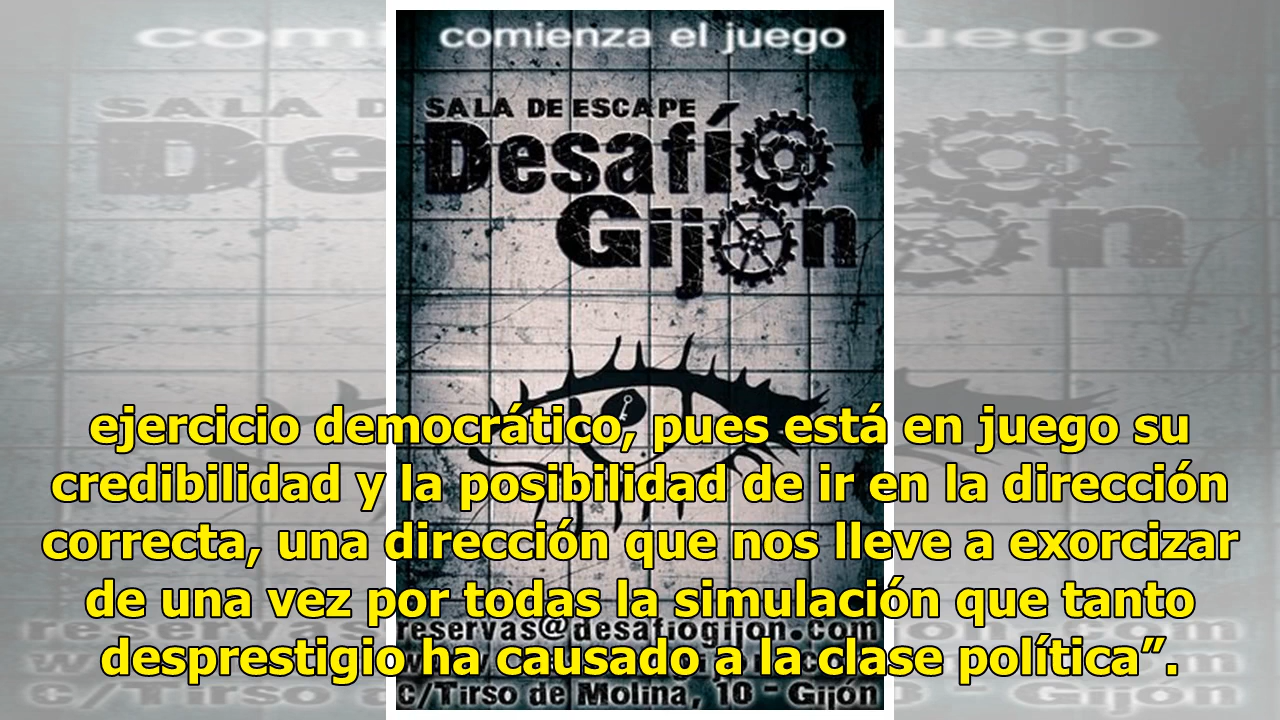 comienza el juego
SALA DE ESCAPE
Desafío
Gijón
ejercicio democrático, pues está en juego su
credibilidad y la posibilidad de ir en la dirección
correcta, una dirección que nos lleve a exorcizar
de una vez por todas la simulación que tanto
reservas@desafiogijon.com
desprestigio ha causado a la clase política”.
c/Tirso de Molina, 10 - Gijón